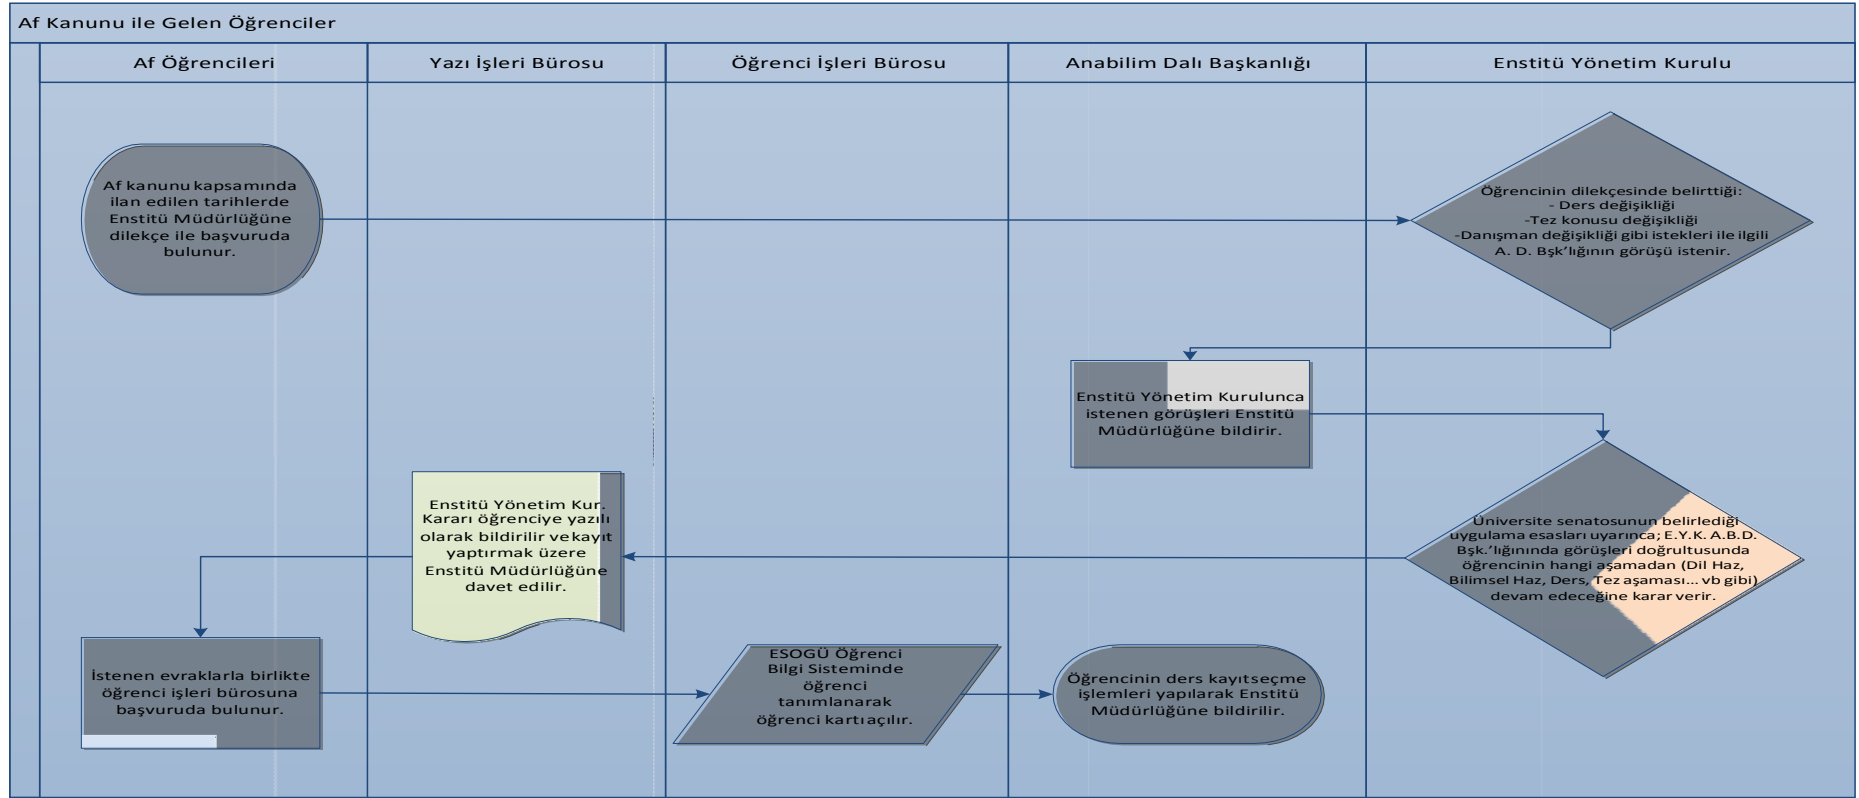 Af Kanunu ile Gelen Öğrenciler
Af Öğrencileri
Yazı İşleri Bürosu
Öğrenci İşleri Bürosu
Anabilim Dalı Başkanlığı
Enstitü Yönetim Kurulu
Af kanunu kapsamında
ilan edilen tarihlerde
Enstitü Müdürlüğüne
dilekçe ile başvuruda
bulunur.
Öğrencinin dilekçesinde belirttiği:
- Ders değişikliği
-Tez konusu değişikliği
-Danışman değişikliği gibi istekleri ile ilgili
A. D. Bşk’lığının görüşü istenir.
Enstitü Yönetim Kurulunca
istenen görüşleri Enstitü
Müdürlüğüne bildirir.
Üniversite senatosunun belirlediği
uygulama esasları uyarınca; E.Y.K. A.B.D.
Bşk.’lığınında görüşleri doğrultusunda
öğrencinin hangi aşamadan (Dil Haz,
Bilimsel Haz, Ders, Tez aşaması... vb gibi)
devam edeceğine karar verir.
Enstitü Yönetim Kur.
Kararı öğrenciye yazılı
olarak bildirilir vekayıt
yaptırmak üzere
Enstitü Müdürlüğüne
davet edilir.
İstenen evraklarla birlikte
öğrenci işleri bürosuna
başvuruda bulunur.
ESOGÜ Öğrenci
Bilgi Sisteminde
öğrenci
tanımlanarak
öğrenci kartı açılır.
Öğrencinin ders kayıtseçme
işlemleri yapılarak Enstitü
Müdürlüğüne bildirilir.